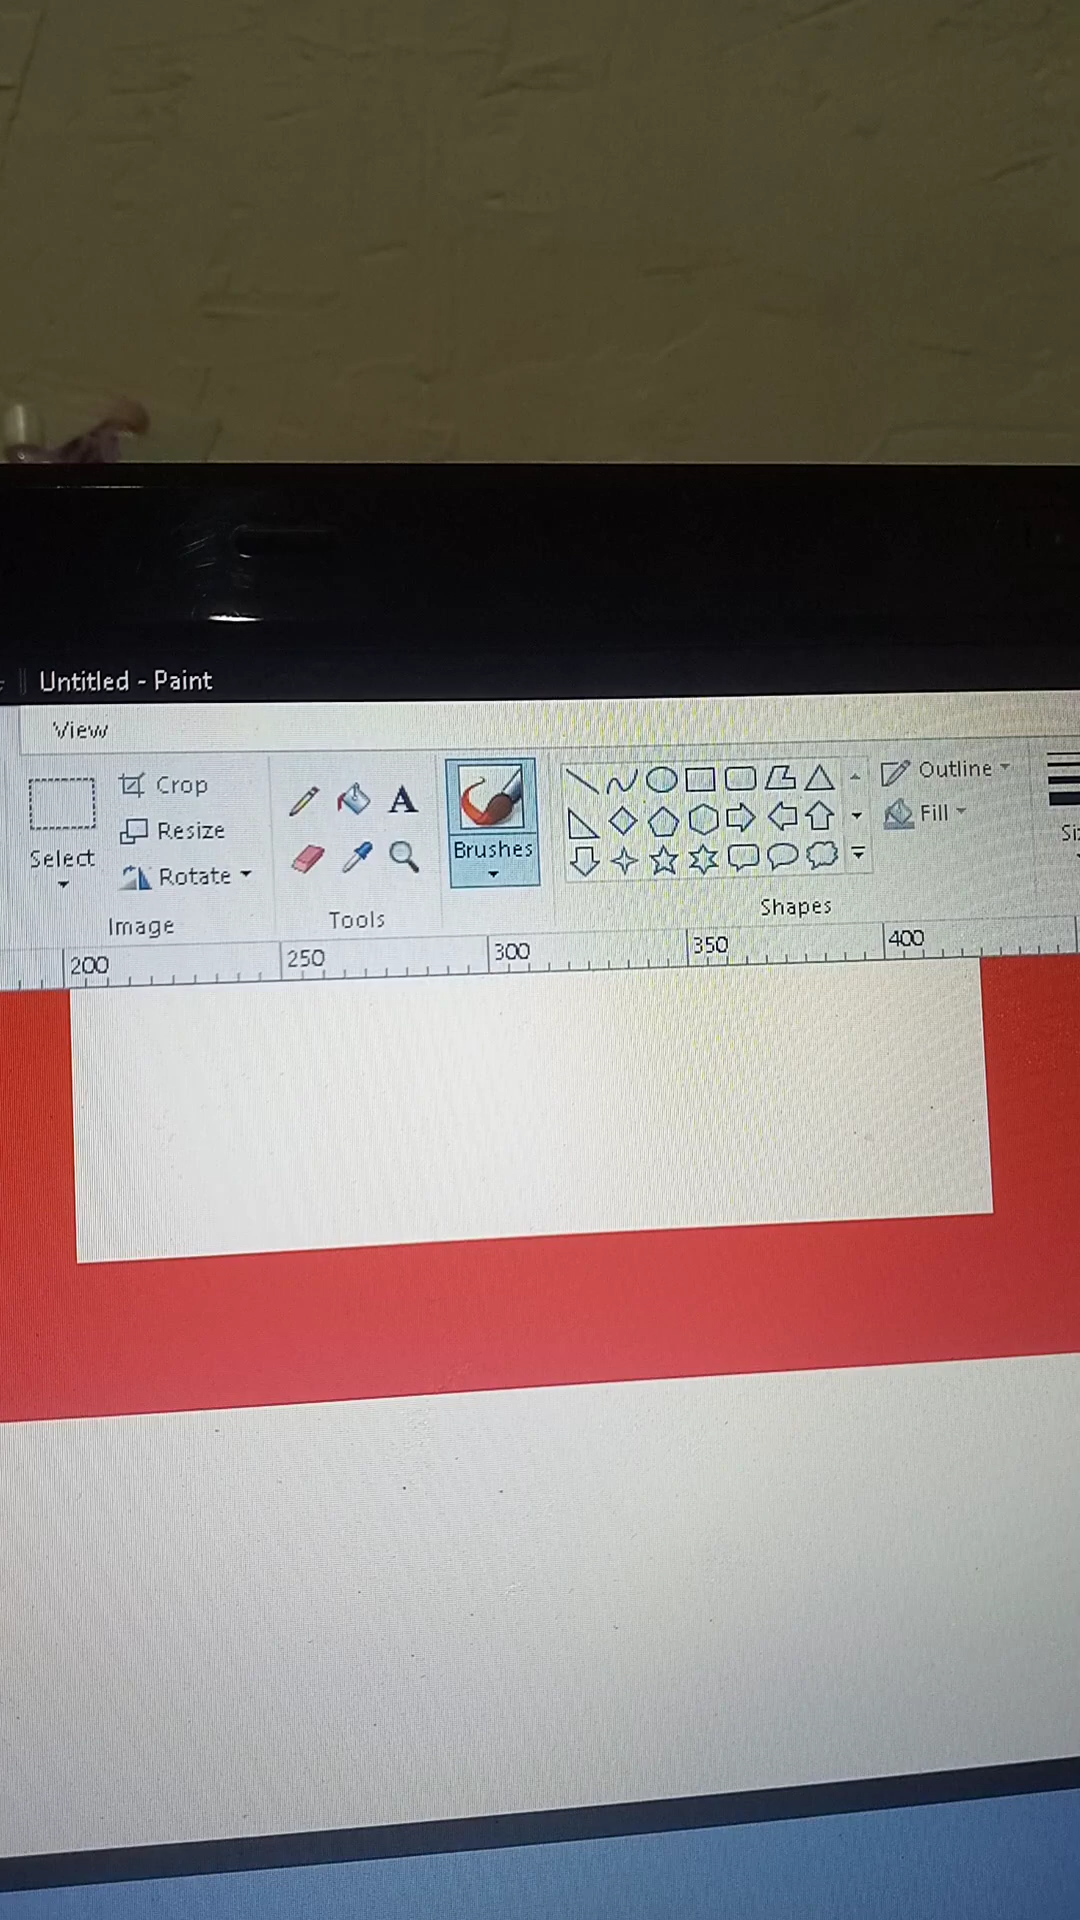 Untitled - Paint
View
Crop
Outline
Resize
Fill
Select
Brushes
Rotate
Image
Tools
Shapes
200 250 300 350 400